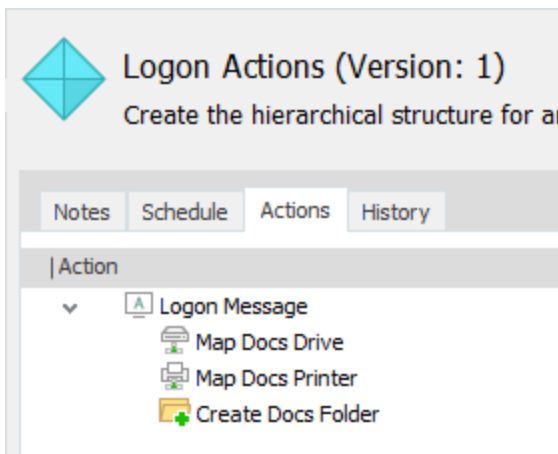 Logon Actions (Version: 1)
Create the hierarchical structure for
Notes Schedule Actions History
Action
Logon Message
Map Docs Drive
Map Docs Printer
Create Docs Folder